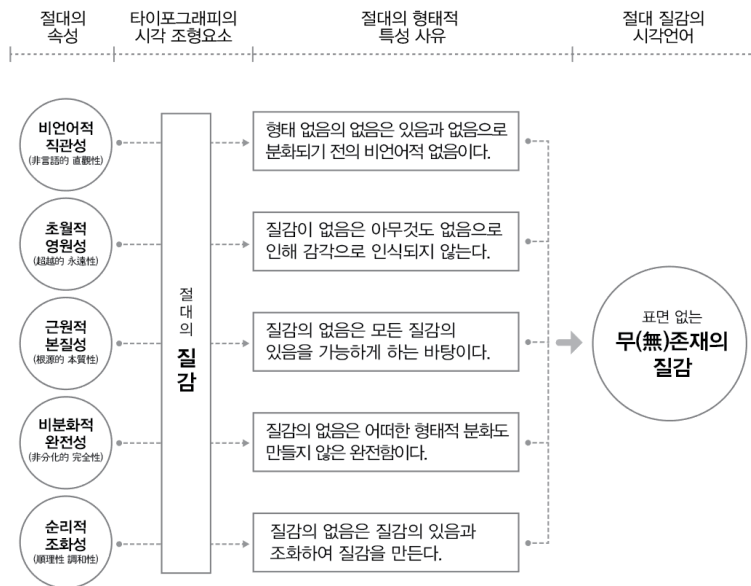 절대의
속성
타이포그래피의
시각 조형요소
절대의 형태적
특성 사유
절대 질감의
시각언어
비언어적
직관성
(非言語的 直觀性)
형태 없음의 없음은 있음과 없음으로
분화되기 전의 비언어적 없음이다.
초월적
영원성
(超越的 永遠性)
질감이 없음은 아무것도 없음으로
인해 감각으로 인식되지 않는다.
근원적
본질성
(根源的 本質性)
절대의 질감
질감의 없음은 모든 질감의
있음을 가능하게 하는 바탕이다.
표면 없는
무(無)존재의
질감
비분화적
완전성
(非分化的 完全性)
질감의 없음은 어떠한 형태적 분화도
만들지 않은 완전함이다.
순리적
조화성
(順理性 調和性)
질감의 없음은 질감의 있음과
조화하여 질감을 만든다.